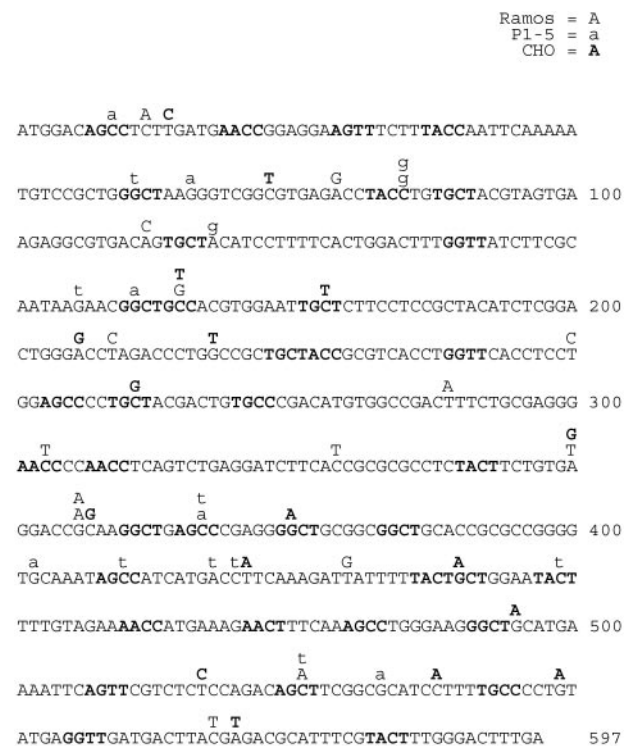 Ramos = A
P1-5 = a
CHO = A
a A C
ATGGACAGCCTCTTGATGAACCGGAGGAAGTTTCTTTACCAATTCAAAAA
g
t a T G g
TGTCCGCTGGGGCTAAGGGTCGGCGTGAGACCTACCTGTGCTACGTAGTGA 100
C g
AGAGGCGTGACAGTGCTACATCCTTTTCACTGGACTTTGGTTATCTTCGC
T
t a G T
AATAAGAACGGCTGCCACGTGGAATTGCTCTTCCTCCGCTACATCTCGGA 200
G C T C
CTGGGACCTAGACCCTGGCCGCTGCTACCGCGTCACCTGGTTCACCTCCT
G A
GGAGCCCCTGCTACGACTGTGCCCGACATGTGGCCGACTTTCTGCGAGGG 300
G
T T T
AACCCCAACCTCAGTCTGAGGATCTTCACCGCGCGCCTCTACTTCTGTGA
A t
AG a A
GGACCGCAAGGCTGAGCCCGAGGGGCTGCGGCGGCTGCACCGCGCCGGGG 400
a t t tA G A t
TGCAAATAGCCATCATGACCTTCAAAGATTATTTTTACTGCTGGAATACT
A
TTTGTAGAAAACCATGAAAGAACTTTCAAAGCCTGGGAAGGGCTGCATGA 500
t
C A a A A
AAATTCAGTTCGTCTCTCCAGACAGCTTCGGCGCATCCTTTTGCCCCTGT
T T
ATGAGGTTGATGACTTACGAGACGCATTTCGTACTTTGGGACTTTGA 597